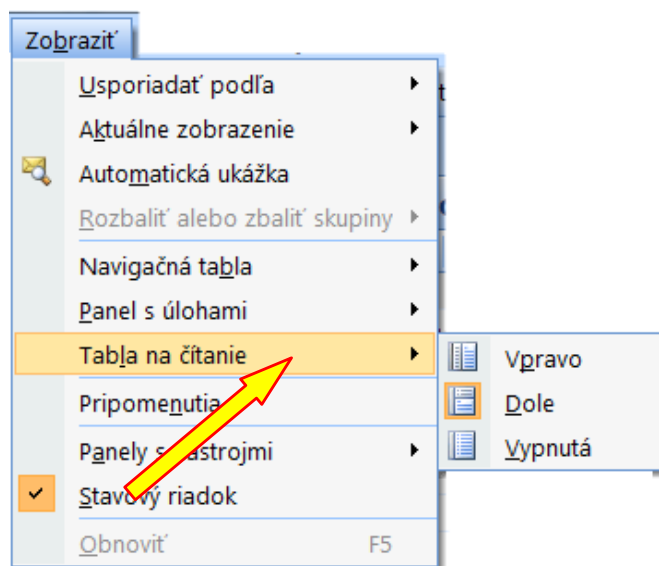 Zobraziť
Usporiadať podľa
Aktuálne zobrazenie
Automatická ukážka
Rozbaliť alebo zbaliť skupiny
Navigačná tabla
Panel s úlohami
Tabla na čítanie
Vpravo
Pripomenutia
Dole
Panely s nástrojmi
Vypnutá
Stavový riadok
Obnoviť F5